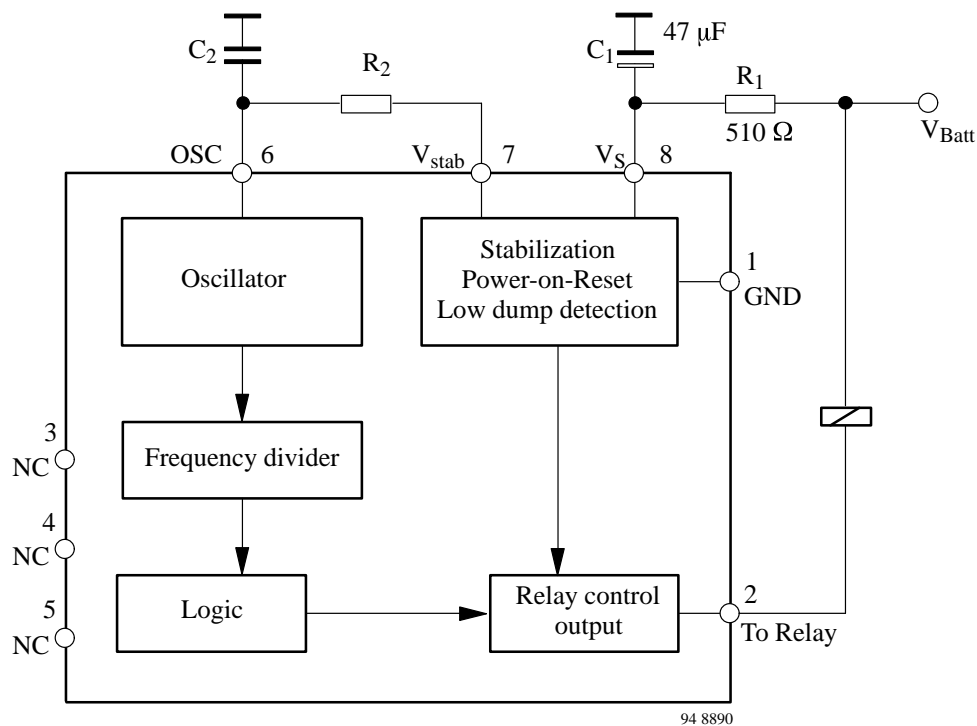 47 μF
C2
C1
R2
R1
510 Ω
VBatt
OSC
6
Vstab
7
VS
8
Oscillator
Stabilization
Power-on-Reset
Low dump detection
1
GND
3
NC
Frequency divider
4
NC
5
NC
Logic
Relay control
output
2
To Relay
94 8890